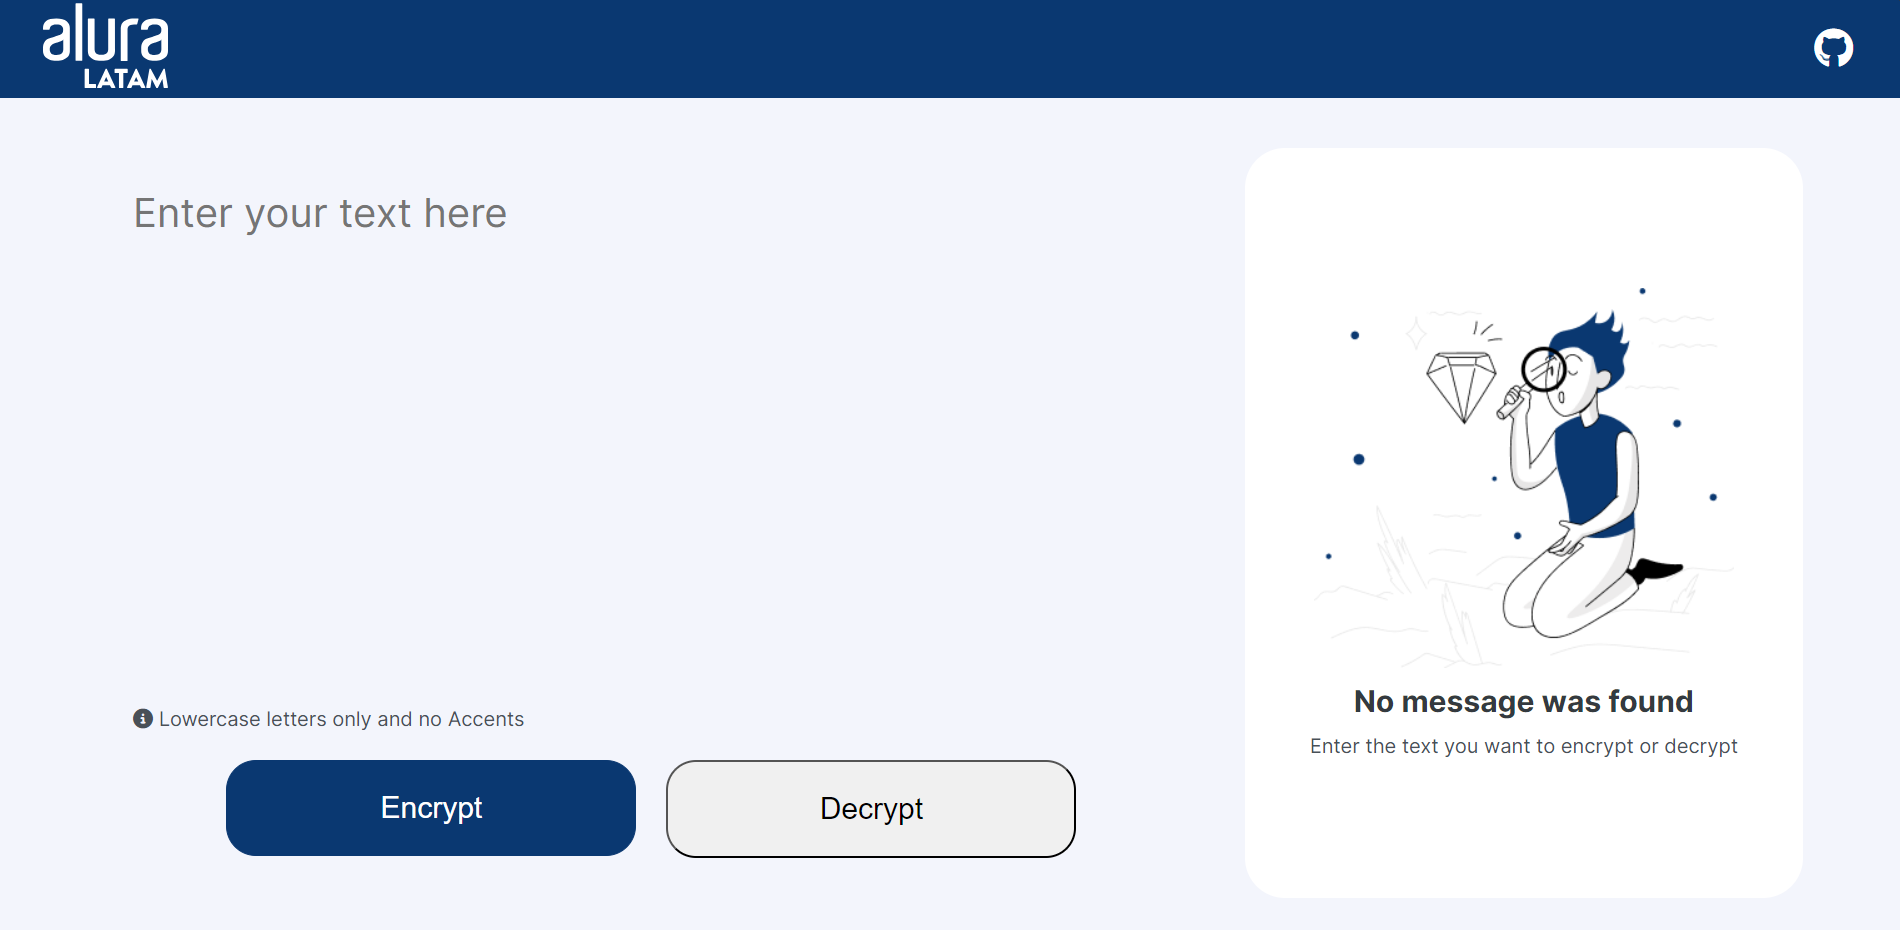 alura
LATAM
Enter your text here
Lowercase letters only and no Accents
Encrypt
Decrypt
No message was found
Enter the text you want to encrypt or decrypt